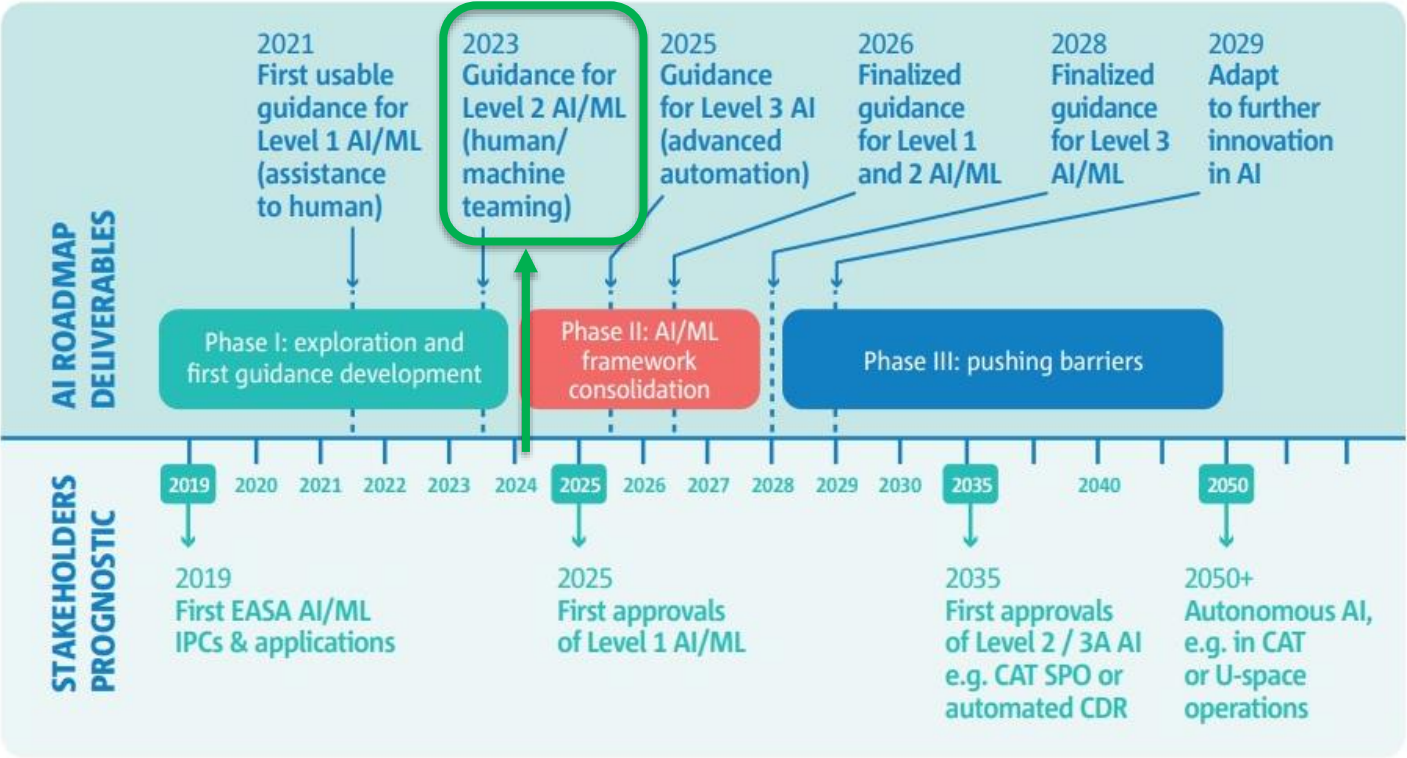 AI ROADMAP
DELIVERABLES
2021
First usable
guidance for
Level 1 AI/ML
(assistance
to human)
2023
Guidance for
Level 2 AI/ML
(human/
machine
teaming)
2025
Guidance
for Level 3 AI
(advanced
automation)
2026
Finalized
guidance
for Level 1
and 2 AI/ML
2028
Finalized
guidance
for Level 3
AI/ML
2029
Adapt
to further
innovation
in AI
Phase I: exploration and
first guidance development
Phase II: AI/ML
framework
consolidation
Phase III: pushing barriers
2019 2020 2021 2022 2023 2024 2025 2026 2027 2028 2029 2030 2035 2040 2050
STAKEHOLDERS
PROGNOSTIC
2019
First EASA AI/ML
IPCs & applications
2025
First approvals
of Level 1 AI/ML
2035
First approvals
of Level 2 / 3A AI
e.g. CAT SPO or
automated CDR
2050+
Autonomous AI,
e.g. in CAT
or U-space
operations